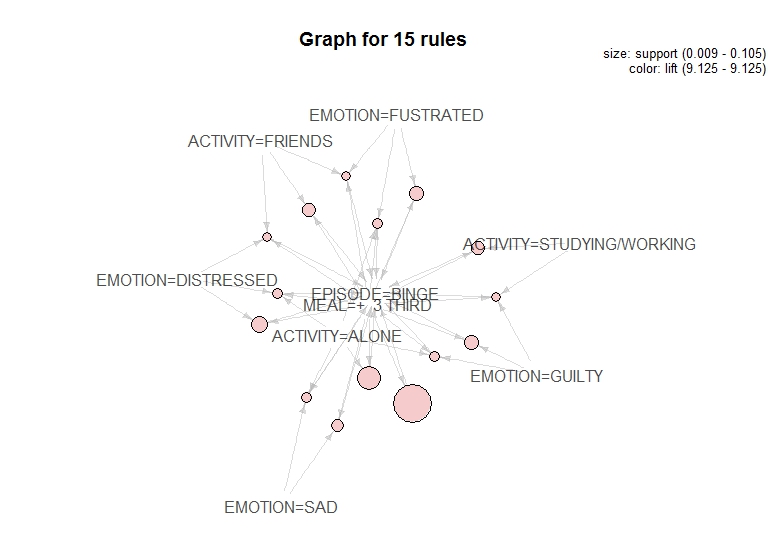 Graph for 15 rules
size: support (0.009 - 0.105)
color: lift (9.125 - 9.125)
EMOTION=FUSTRATED
ACTIVITY=FRIENDS
ACTIVITY=STUDYING/WORKING
EMOTION=DISTRESSED
EPISODE=BINGE
MEAL=+ 3 THIRD
ACTIVITY=ALONE
EMOTION=GUILTY
EMOTION=SAD